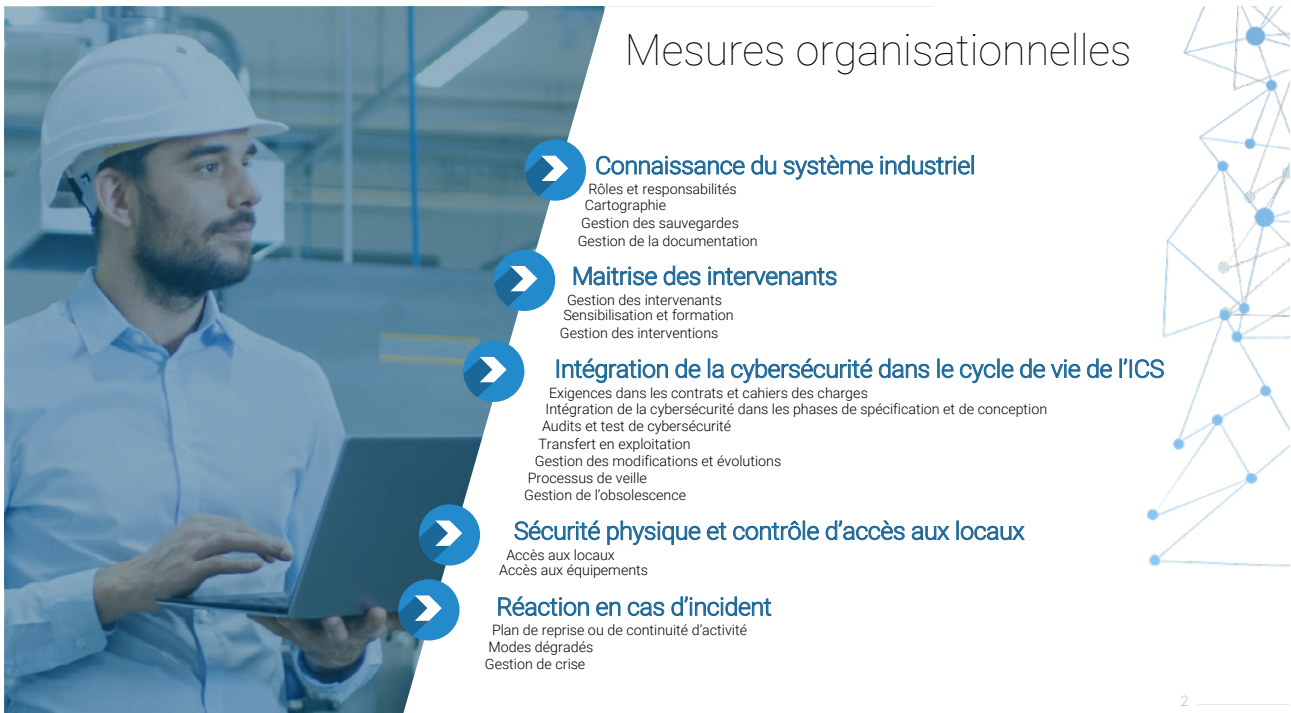 Mesures organisationnelles
Connaissance du système industriel
Rôles et responsabilités
Cartographie
Gestion des sauvegardes
Gestion de la documentation
Maitrise des intervenants
Gestion des intervenants
Sensibilisation et formation
Gestion des interventions
Intégration de la cybersécurité dans le cycle de vie de l’ICS
Exigences dans les contrats et cahiers des charges
Intégration de la cybersécurité dans les phases de spécification et de conception
Audits et test de cybersécurité
Transfert en exploitation
Gestion des modifications et évolutions
Processus de veille
Gestion de l’obsolescence
Sécurité physique et contrôle d’accès aux locaux
Accès aux locaux
Accès aux équipements
Réaction en cas d’incident
Plan de reprise ou de continuité d’activité
Modes dégradés
Gestion de crise
2